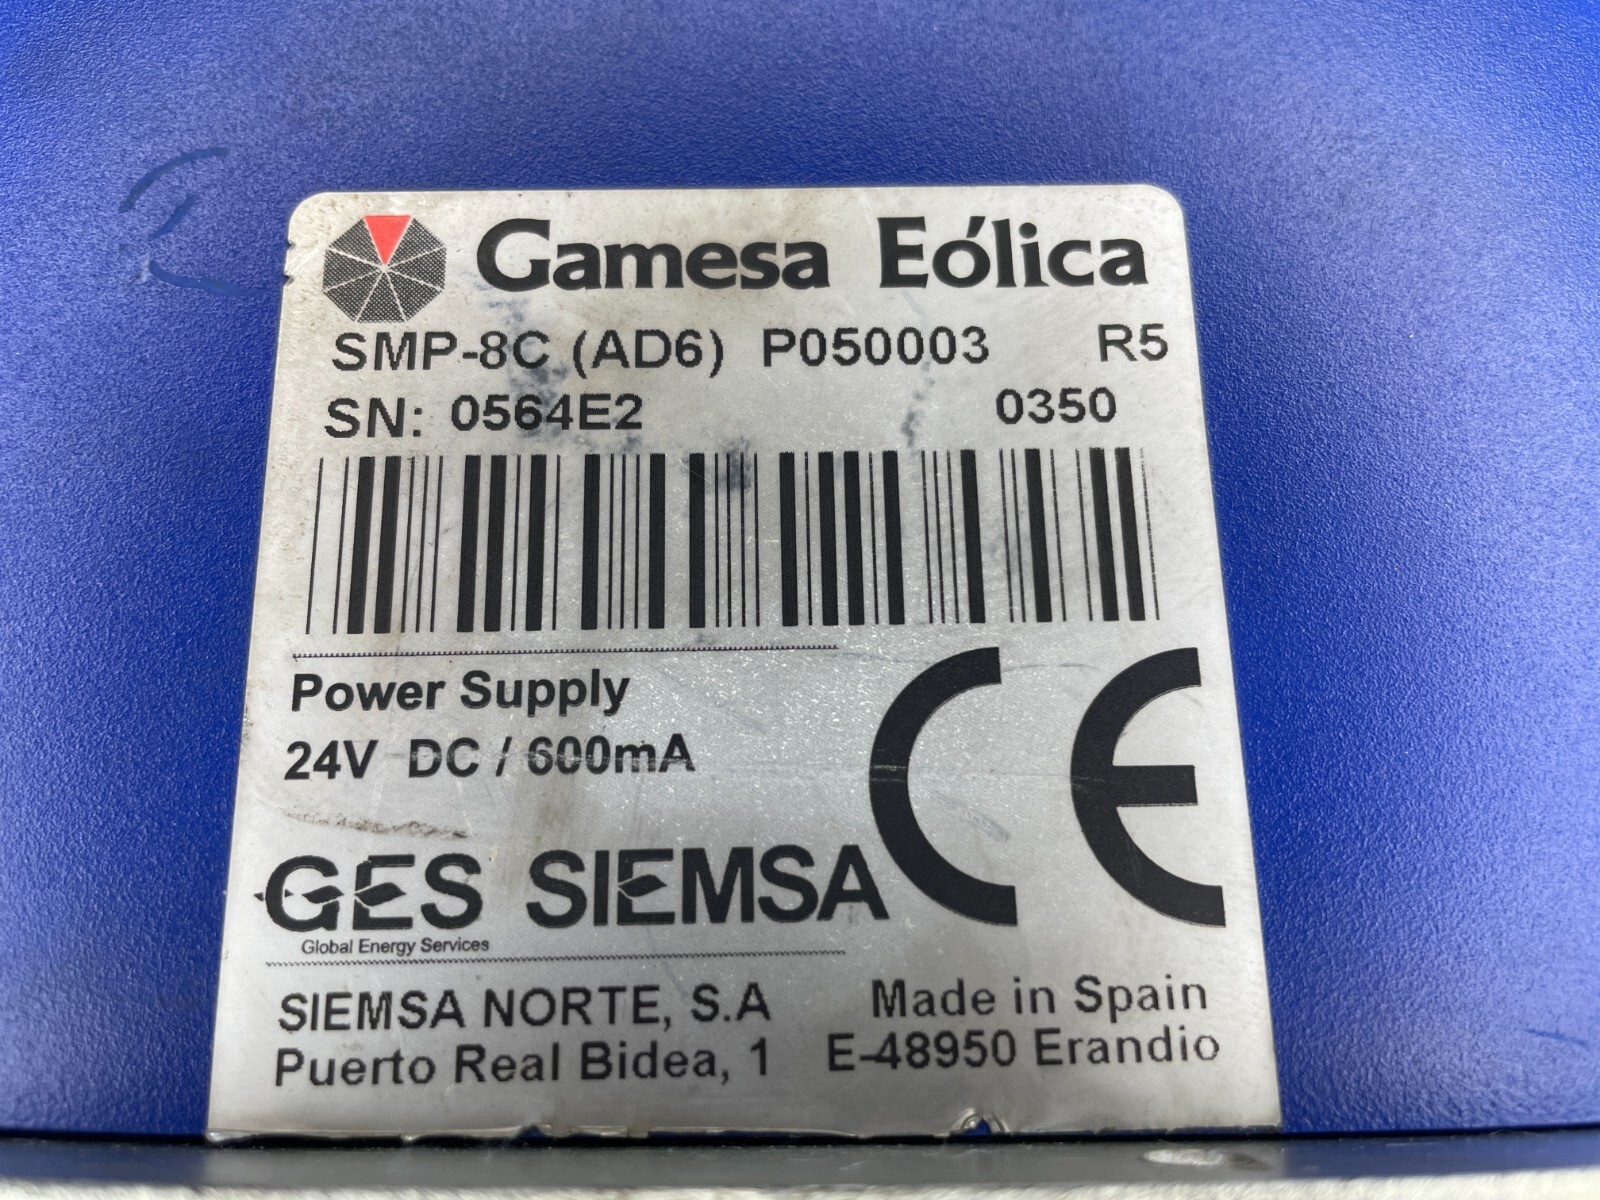 Gamesa Eólica
SMP-8C (AD6) P050003 R5
SN: 0564E2 0350
Power Supply
24V DC / 600mA
CE
GES SIEMSA
Global Energy Services
SIEMSA NORTE, S.A Made in Spain
Puerto Real Bidea, 1 E-48950 Erandio